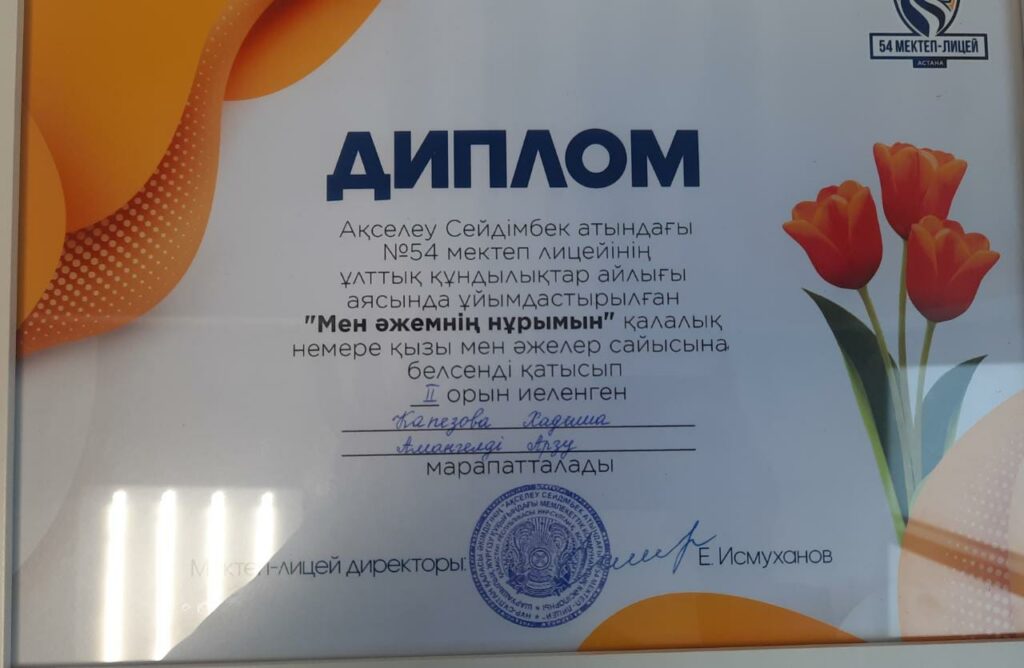 54 МЕКТЕП-ЛИЦЕЙ
АСТАНА
ДИПЛОМ
Ақселеу Сейдімбек атындағы
№54 мектеп лицейінің
ұлттық құндылықтар айлығы
аясында ұйымдастырылған
"Мен әжемнің нұрымын" қалалық
немере қызы мен әжелер сайысына
белсенді қатысып
II орын иеленген
Капезова Хадиша
Амангелді Арзу
марапатталады
Мектеп-лицей директоры:
Е. Исмуханов